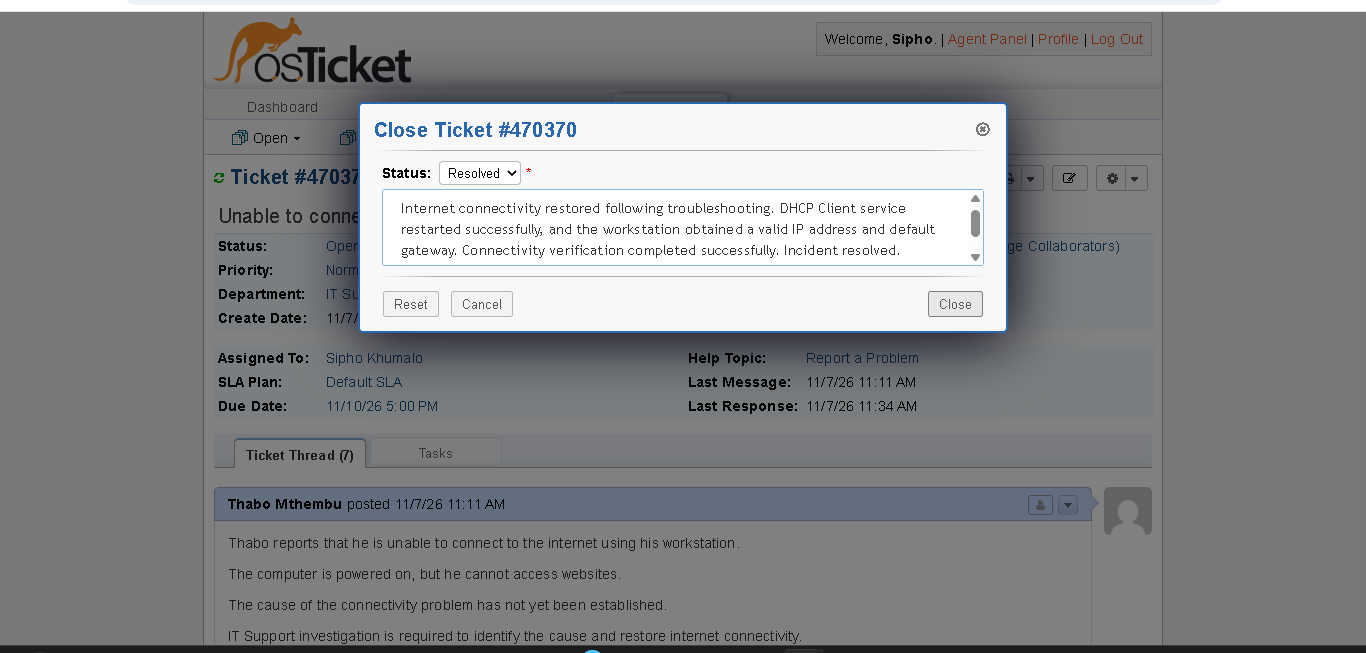 osTicket
Welcome, Sipho. | Agent Panel | Profile | Log Out
Dashboard
Open
Close Ticket #470370
Status: Resolved *
Internet connectivity restored following troubleshooting. DHCP Client service
restarted successfully, and the workstation obtained a valid IP address and default
gateway. Connectivity verification completed successfully. Incident resolved.
Reset Cancel Close
Ticket #47037
Unable to conne
Status: Open
Priority: Norm
Department: IT Su
Create Date: 11/7/
ge Collaborators)
Assigned To: Sipho Khumalo
SLA Plan: Default SLA
Due Date: 11/10/26 5:00 PM
Help Topic: Report a Problem
Last Message: 11/7/26 11:11 AM
Last Response: 11/7/26 11:34 AM
Ticket Thread (7) Tasks
Thabo Mthembu posted 11/7/26 11:11 AM
Thabo reports that he is unable to connect to the internet using his workstation.
The computer is powered on, but he cannot access websites.
The cause of the connectivity problem has not yet been established.
IT Support investigation is required to identify the cause and restore internet connectivity.